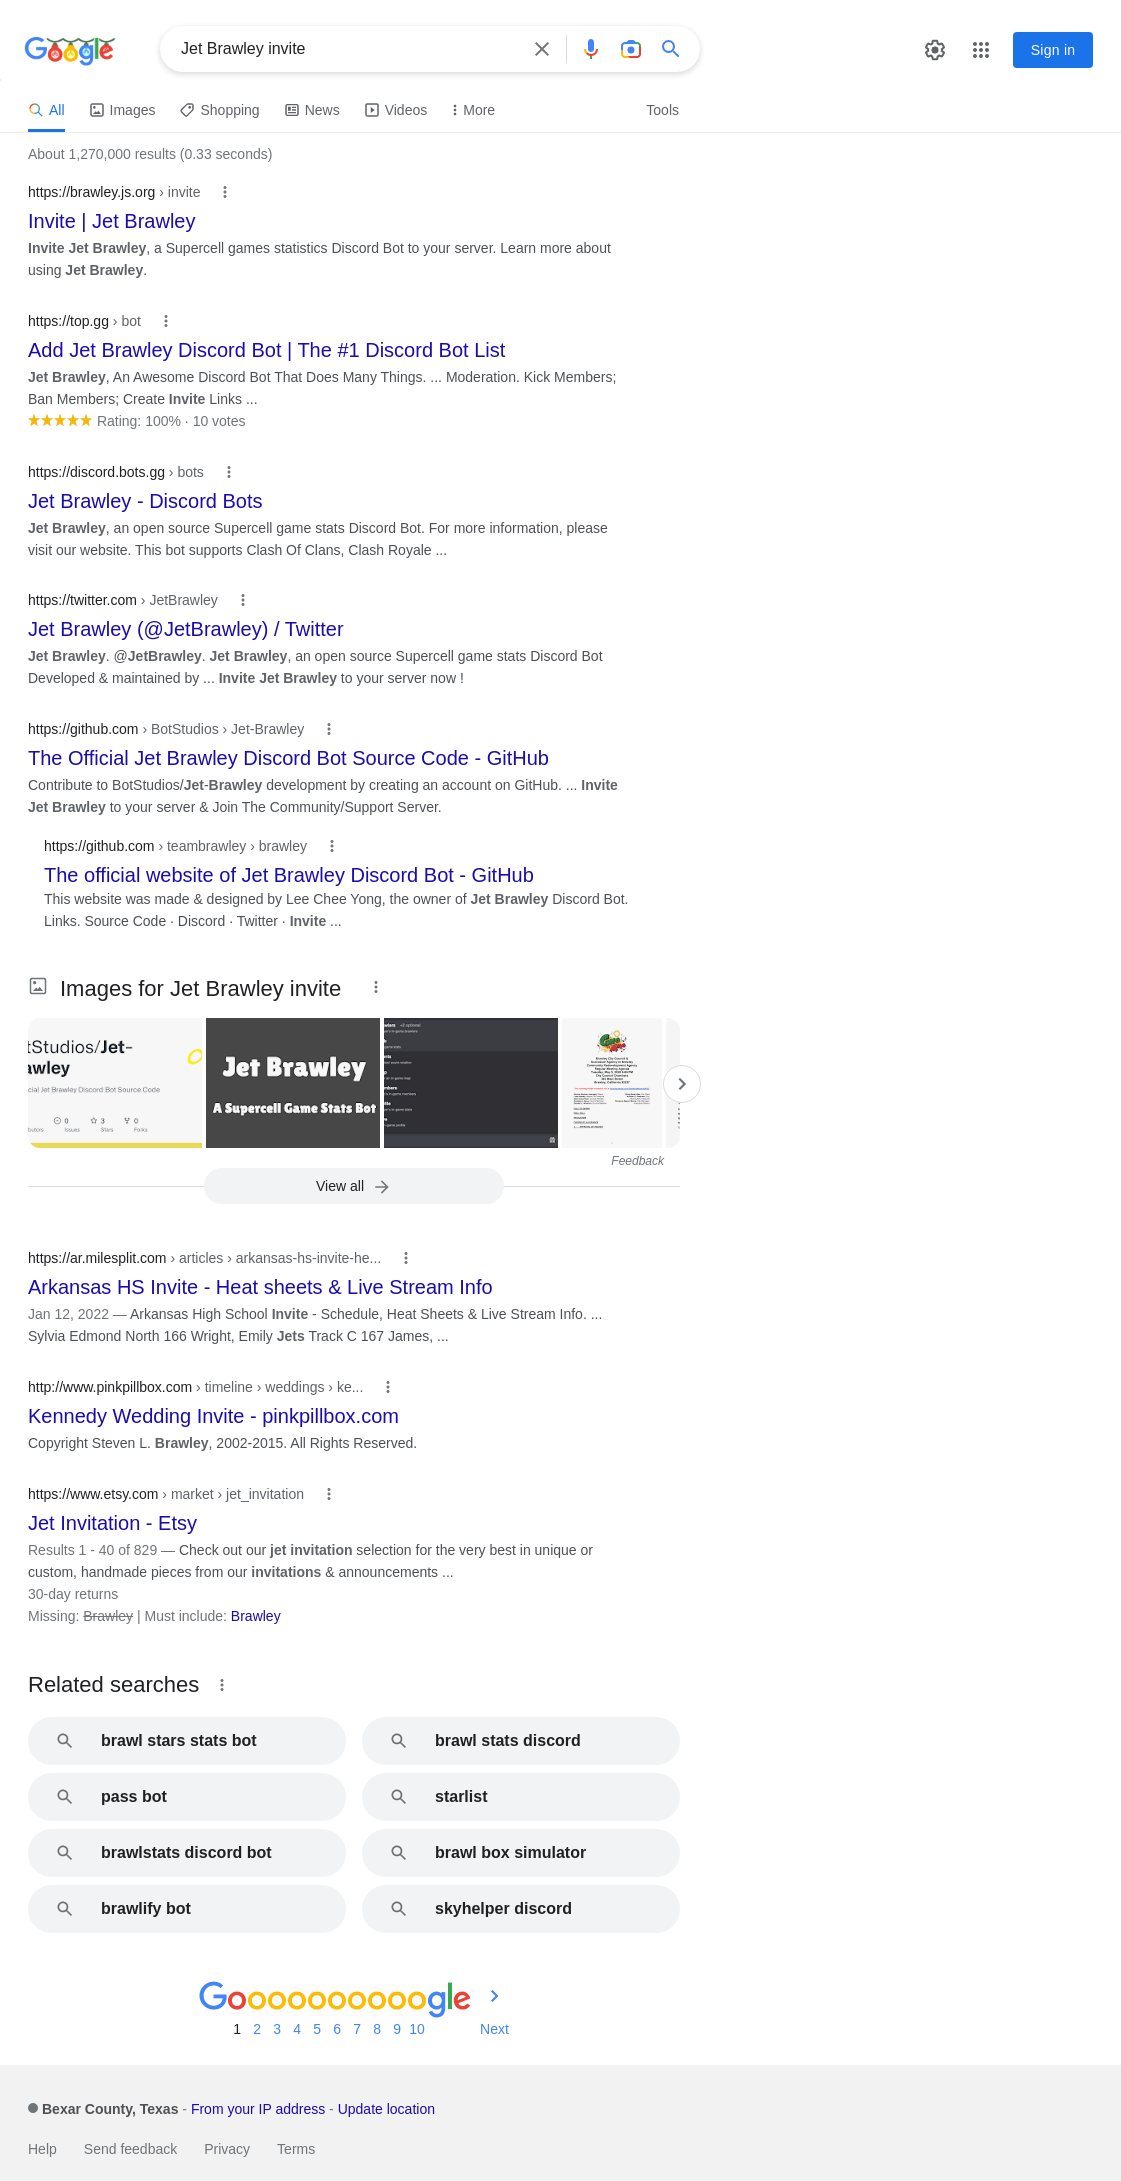 Google
Jet Brawley invite
Sign in
All
Images
Shopping
News
Videos
More
Tools
About 1,270,000 results (0.33 seconds)
https://brawley.js.org › invite
Invite | Jet Brawley
Invite Jet Brawley, a Supercell games statistics Discord Bot to your server. Learn more about
using Jet Brawley.
https://top.gg › bot
Add Jet Brawley Discord Bot | The #1 Discord Bot List
Jet Brawley, An Awesome Discord Bot That Does Many Things. ... Moderation. Kick Members;
Ban Members; Create Invite Links ...
Rating: 100% · 10 votes
https://discord.bots.gg › bots
Jet Brawley - Discord Bots
Jet Brawley, an open source Supercell game stats Discord Bot. For more information, please
visit our website. This bot supports Clash Of Clans, Clash Royale ...
https://twitter.com › JetBrawley
Jet Brawley (@JetBrawley) / Twitter
Jet Brawley. @JetBrawley. Jet Brawley, an open source Supercell game stats Discord Bot
Developed & maintained by ... Invite Jet Brawley to your server now !
https://github.com › BotStudios › Jet-Brawley
The Official Jet Brawley Discord Bot Source Code - GitHub
Contribute to BotStudios/Jet-Brawley development by creating an account on GitHub. ... Invite
Jet Brawley to your server & Join The Community/Support Server.
https://github.com › teambrawley › brawley
The official website of Jet Brawley Discord Bot - GitHub
This website was made & designed by Lee Chee Yong, the owner of Jet Brawley Discord Bot.
Links. Source Code · Discord · Twitter · Invite ...
Images for Jet Brawley invite
tStudios/Jet-
awley
cial Jet Brawley Discord Bot Source Code
0
3
0
Issues
Stars
Forks
Jet Brawley
A Supercell Game Stats Bot
Feedback
View all
https://ar.milesplit.com › articles › arkansas-hs-invite-he...
Arkansas HS Invite - Heat sheets & Live Stream Info
Jan 12, 2022 — Arkansas High School Invite - Schedule, Heat Sheets & Live Stream Info. ...
Sylvia Edmond North 166 Wright, Emily Jets Track C 167 James, ...
http://www.pinkpillbox.com › timeline › weddings › ke...
Kennedy Wedding Invite - pinkpillbox.com
Copyright Steven L. Brawley, 2002-2015. All Rights Reserved.
https://www.etsy.com › market › jet_invitation
Jet Invitation - Etsy
Results 1 - 40 of 829 — Check out our jet invitation selection for the very best in unique or
custom, handmade pieces from our invitations & announcements ...
30-day returns
Missing: Brawley | Must include: Brawley
Related searches
brawl stars stats bot
brawl stats discord
pass bot
starlist
brawlstats discord bot
brawl box simulator
brawlify bot
skyhelper discord
Goooooooooogle
1 2 3 4 5 6 7 8 9 10 Next
Bexar County, Texas - From your IP address - Update location
Help
Send feedback
Privacy
Terms